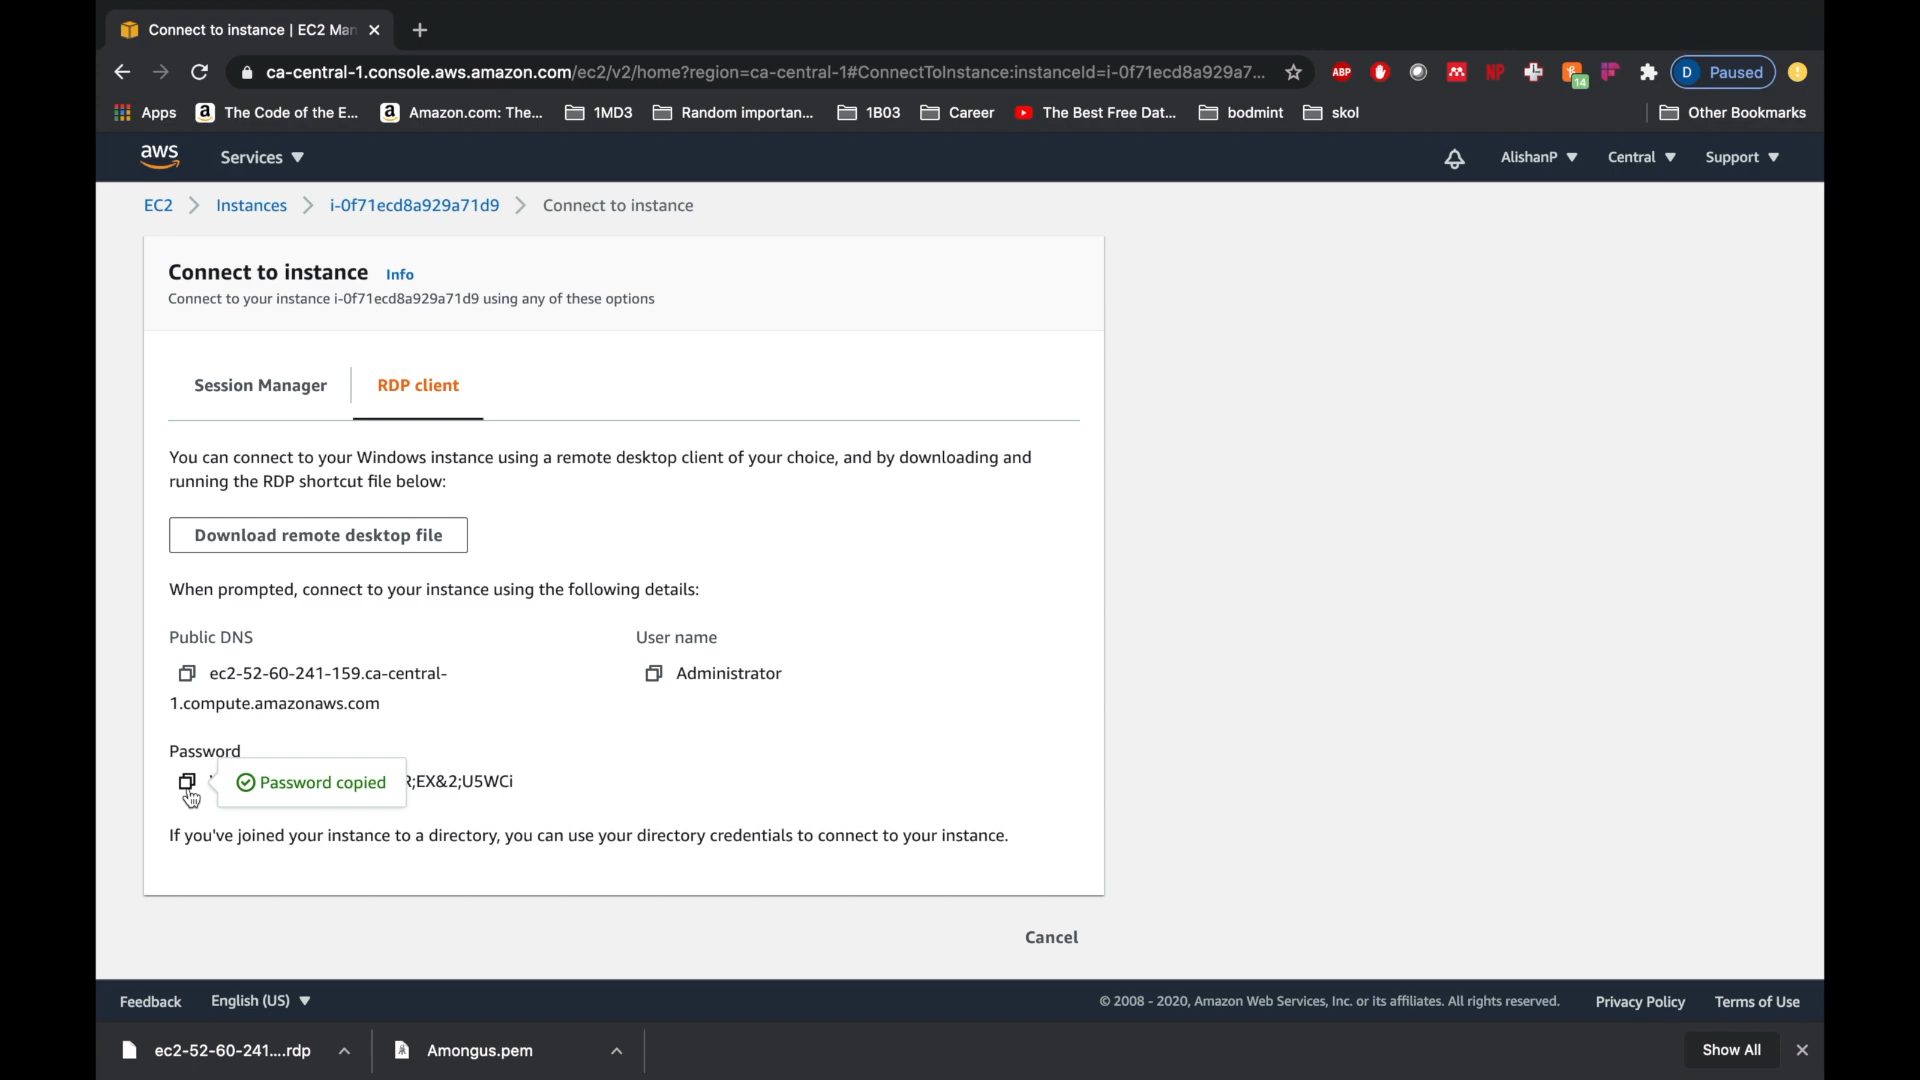 Connect to instance | EC2 Man
ca-central-1.console.aws.amazon.com/ec2/v2/home?region=ca-central-1#ConnectToInstance:instanceId=i-0f71ecd8a929a7...
ABP
NP
14
D Paused
Apps
The Code of the E...
Amazon.com: The...
1MD3
Random importan...
1B03
Career
The Best Free Dat...
bodmint
skol
Other Bookmarks
aws
Services
AlishanP
Central
Support
EC2
Instances
i-0f71ecd8a929a71d9
Connect to instance
Connect to instance Info
Connect to your instance i-0f71ecd8a929a71d9 using any of these options
Session Manager
RDP client
You can connect to your Windows instance using a remote desktop client of your choice, and by downloading and
running the RDP shortcut file below:
Download remote desktop file
When prompted, connect to your instance using the following details:
Public DNS
User name
ec2-52-60-241-159.ca-central-
1.compute.amazonaws.com
Administrator
Password
Password copied
;EX&2;U5WCi
If you've joined your instance to a directory, you can use your directory credentials to connect to your instance.
Cancel
Feedback
English (US)
© 2008 - 2020, Amazon Web Services, Inc. or its affiliates. All rights reserved.
Privacy Policy
Terms of Use
ec2-52-60-241....rdp
Amongus.pem
Show All